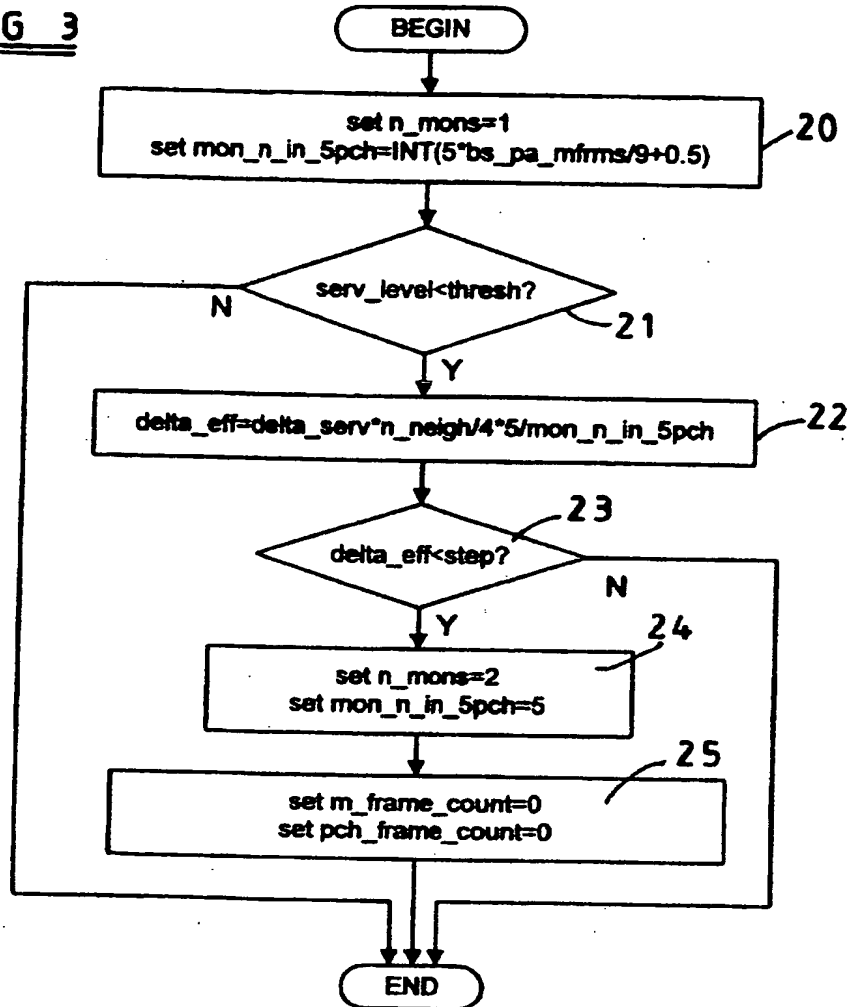 G 3
BEGIN
set n_mons=1
set mon_n_in_5pch=INT(5*bs_pa_mfrms/9+0.5)
20
serv_level<thresh?
N
21
Y
delta_eff=delta_serv*n_neigh/4*5/mon_n_in_5pch
22
23
delta_eff<step?
N
Y
24
set n_mons=2
set mon_n_in_5pch=5
25
set m_frame_count=0
set pch_frame_count=0
END